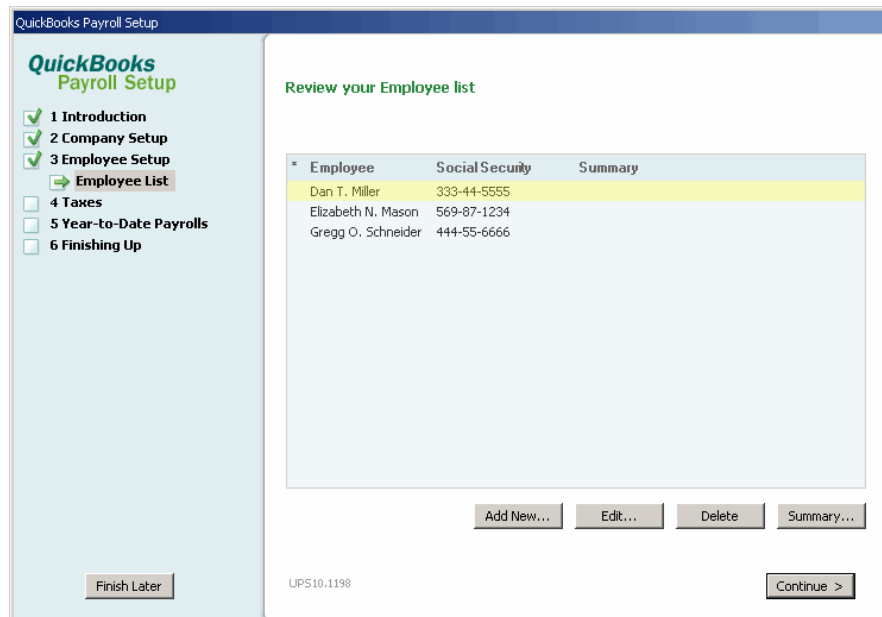 QuickBooks Payroll Setup
QuickBooks
Payroll Setup
1 Introduction
2 Company Setup
3 Employee Setup
Employee List
4 Taxes
5 Year-to-Date Payrolls
6 Finishing Up
Finish Later
Review your Employee list
* Employee Social Security Summary
Dan T. Miller 333-44-5555
Elizabeth N. Mason 569-87-1234
Gregg O. Schneider 444-55-6666
Add New... Edit... Delete Summary...
UPS10.1198
Continue >